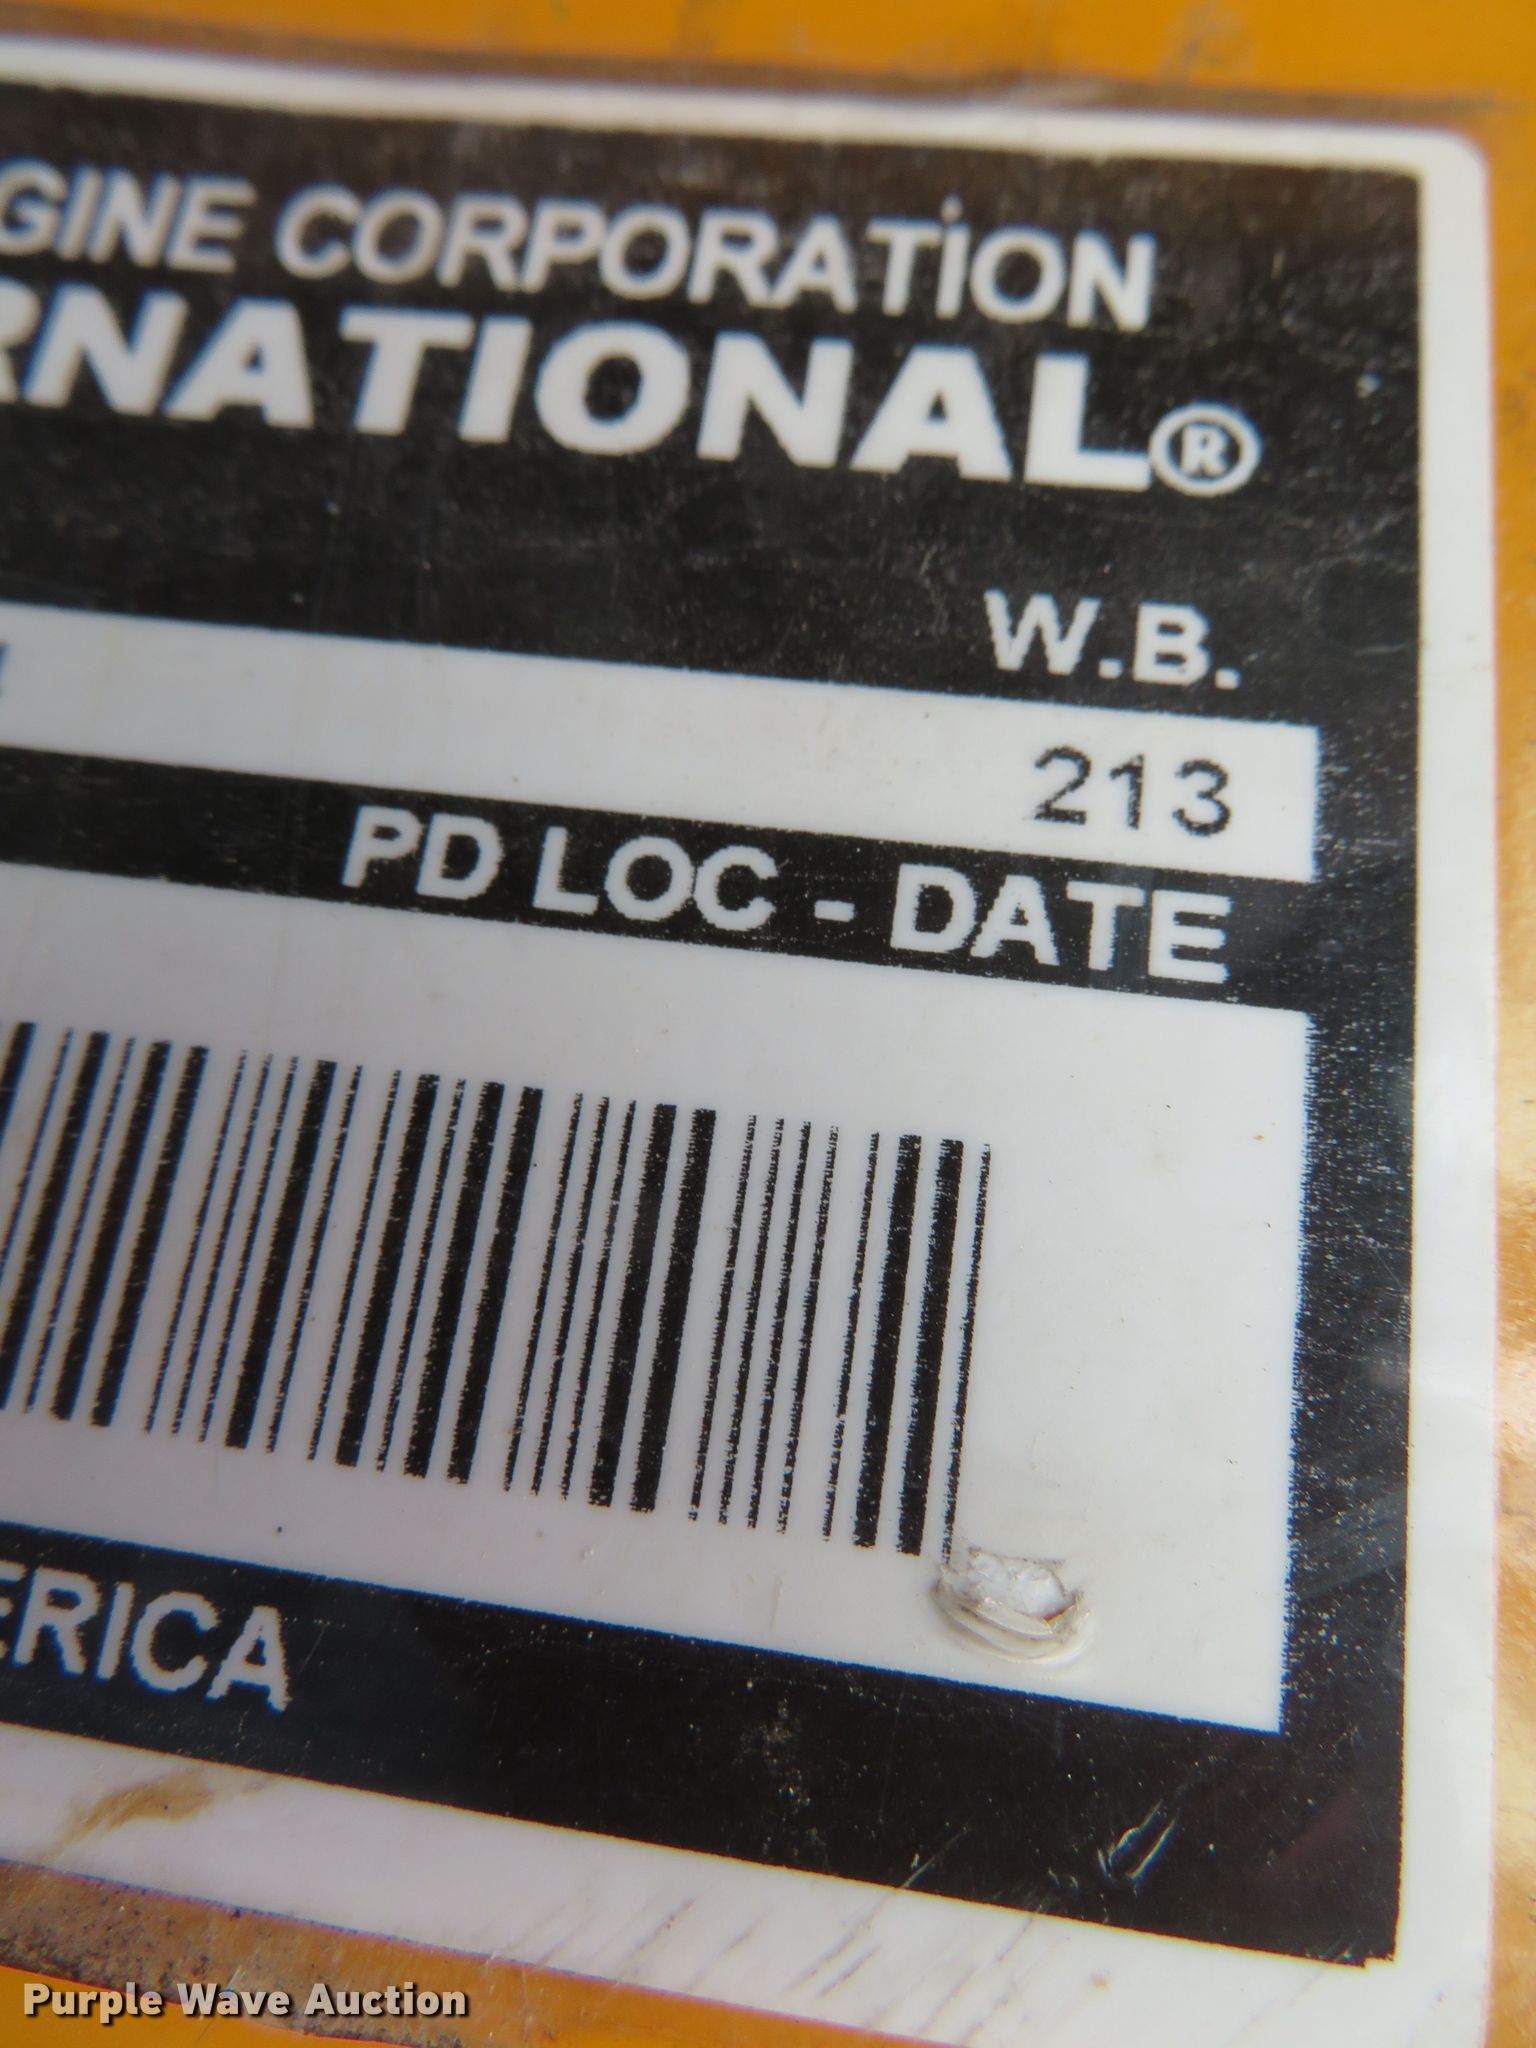 GINE CORPORATION
RNATIONAL®
W.B.
213
PD LOC - DATE
ERICA
Purple Wave Auction